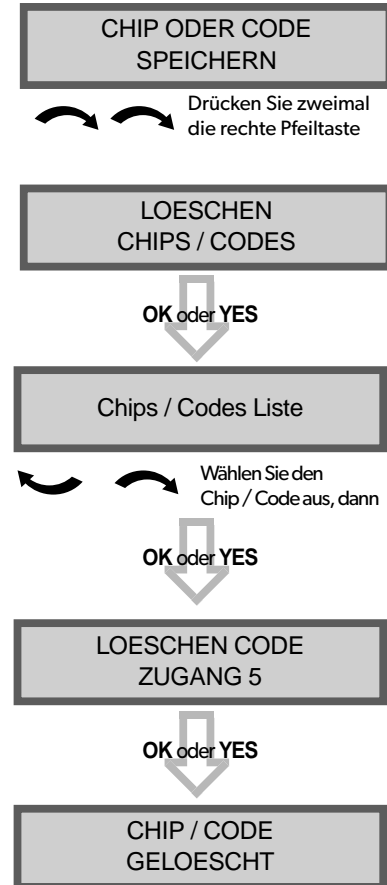 CHIP ODER CODE
SPEICHERN
Drücken Sie zweimal
die rechte Pfeiltaste
LOESCHEN
CHIPS / CODES
OK oder YES
Chips / Codes Liste
Wählen Sie den
Chip / Code aus, dann
OK oder YES
LOESCHEN CODE
ZUGANG 5
OK oder YES
CHIP / CODE
GELOESCHT